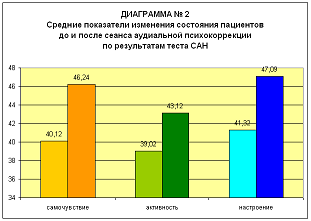 ДИАГРАММА № 2
Средние показатели изменения состояния пациентов
до и после сеанса аудиальной психокоррекции
по результатам теста САН
48
46
44
42
40
38
36
34
40,12
46,24
39,02
43,12
41,32
47,09
самочувствие
активность
настроение